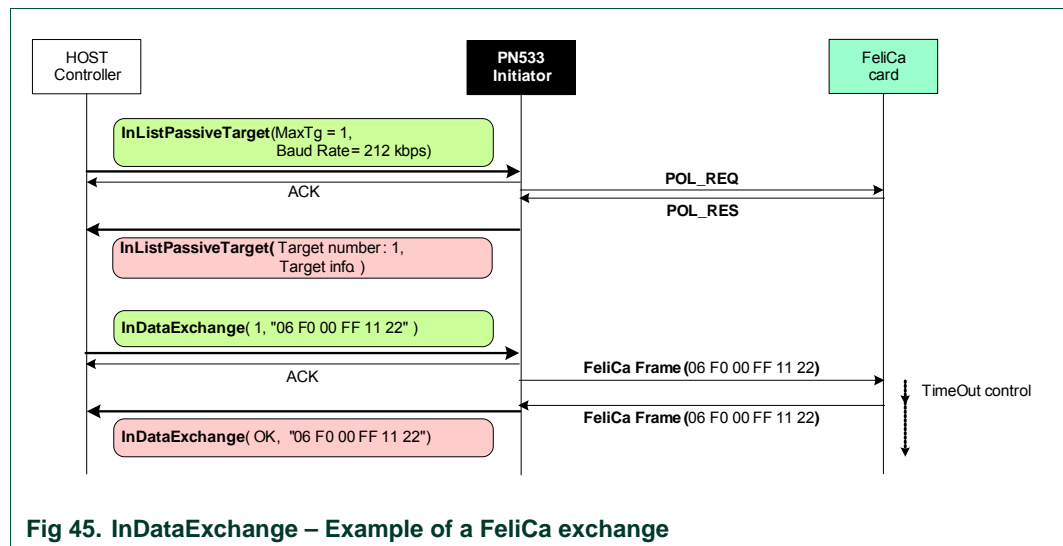 HOST
Controller
PN533
Initiator
FeliCa
card
InListPassiveTarget(MaxTg = 1,
Baud Rate= 212 kbps)
ACK
POL_REQ
POL_RES
InListPassiveTarget( Target number: 1,
Target info. )
InDataExchange( 1, "06 F0 00 FF 11 22" )
ACK
FeliCa Frame (06 F0 00 FF 11 22)
TimeOut control
FeliCa Frame (06 F0 00 FF 11 22)
InDataExchange( OK, "06 F0 00 FF 11 22")
Fig 45. InDataExchange – Example of a FeliCa exchange